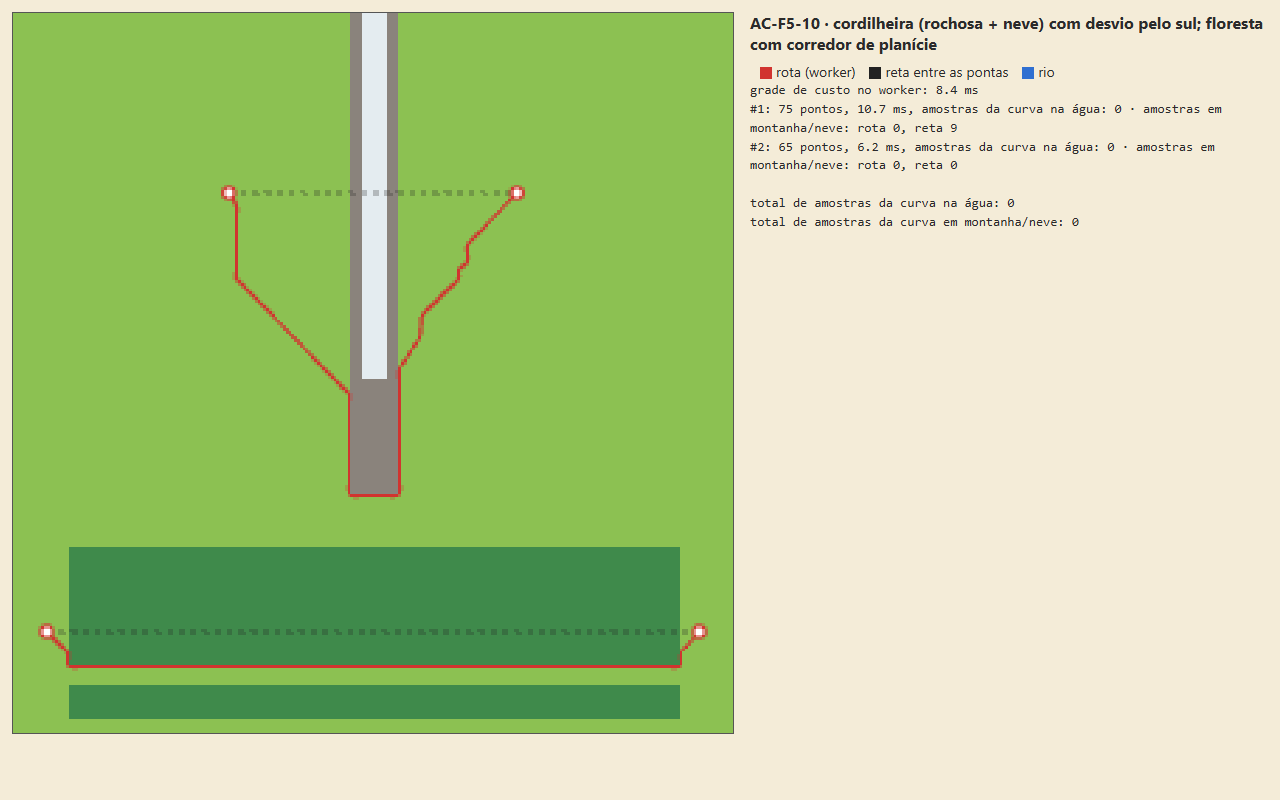 AC-F5-10 · cordilheira (rochosa + neve) com desvio pelo sul; floresta
com corredor de planície
rota (worker) reta entre as pontas rio
grade de custo no worker: 8.4 ms
#1: 75 pontos, 10.7 ms, amostras da curva na água: 0 · amostras em
montanha/neve: rota 0, reta 9
#2: 65 pontos, 6.2 ms, amostras da curva na água: 0 · amostras em
montanha/neve: rota 0, reta 0
total de amostras da curva na água: 0
total de amostras da curva em montanha/neve: 0